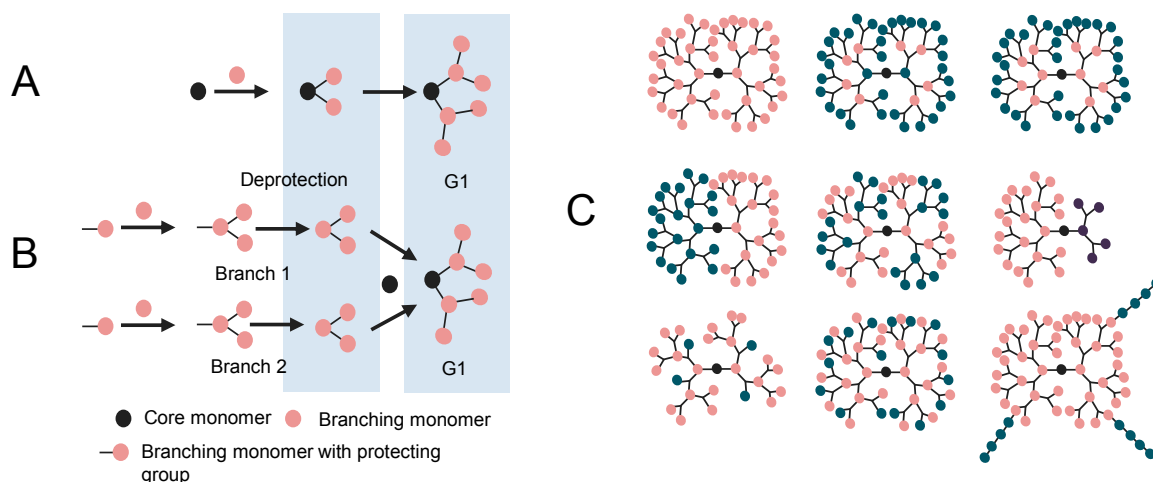 A
Deprotection
G1
B
Branch 1
Branch 2
G1
C
Core monomer
Branching monomer
Branching monomer with protecting
group